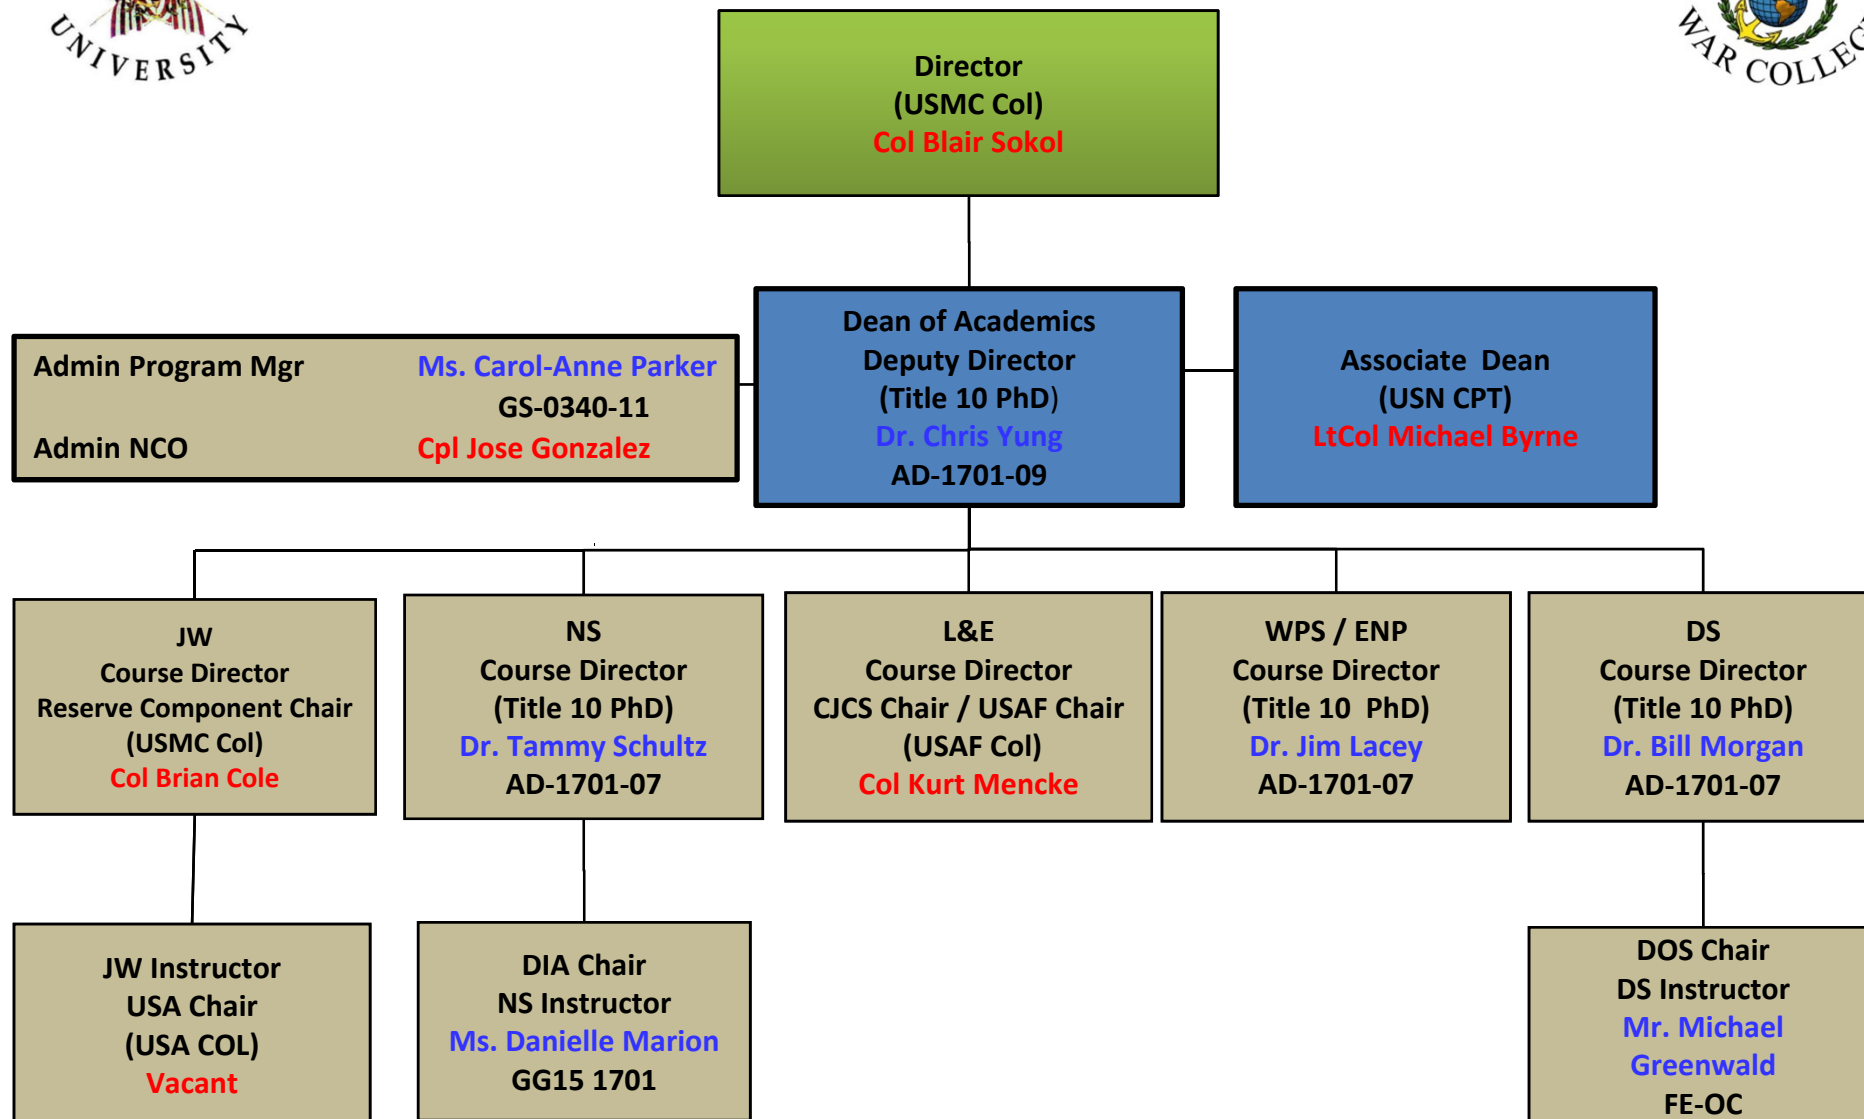 UNIVERSITY
WAR COLLEGE
Director
(USMC Col)
Col Blair Sokol
Admin Program Mgr Ms. Carol-Anne Parker
GS-0340-11
Admin NCO Cpl Jose Gonzalez
Dean of Academics
Deputy Director
(Title 10 PhD)
Dr. Chris Yung
AD-1701-09
Associate Dean
(USN CPT)
LtCol Michael Byrne
JW
Course Director
Reserve Component Chair
(USMC Col)
Col Brian Cole
NS
Course Director
(Title 10 PhD)
Dr. Tammy Schultz
AD-1701-07
L&E
Course Director
CJCS Chair / USAF Chair
(USAF Col)
Col Kurt Mencke
WPS / ENP
Course Director
(Title 10 PhD)
Dr. Jim Lacey
AD-1701-07
DS
Course Director
(Title 10 PhD)
Dr. Bill Morgan
AD-1701-07
JW Instructor
USA Chair
(USA COL)
Vacant
DIA Chair
NS Instructor
Ms. Danielle Marion
GG15 1701
DOS Chair
DS Instructor
Mr. Michael
Greenwald
FE-OC